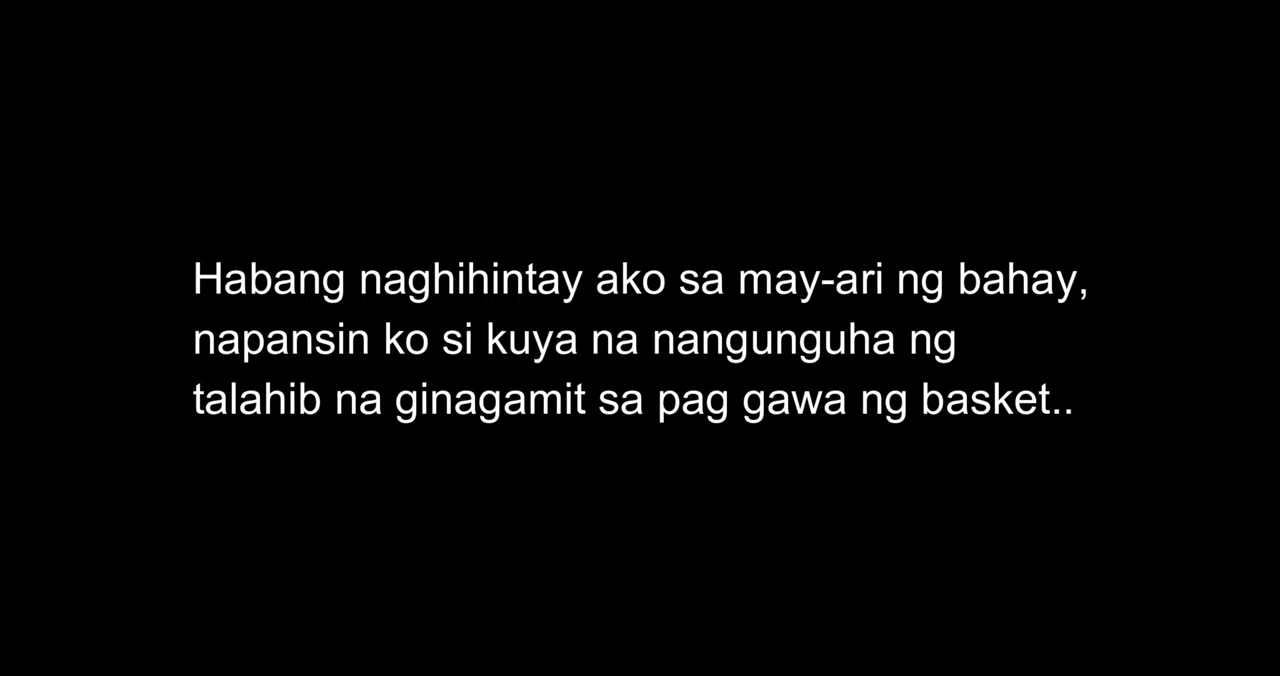 Habang naghihintay ako sa may-ari ng bahay,
napansin ko si kuya na nangunguha ng
talahib na ginagamit sa pag gawa ng basket..